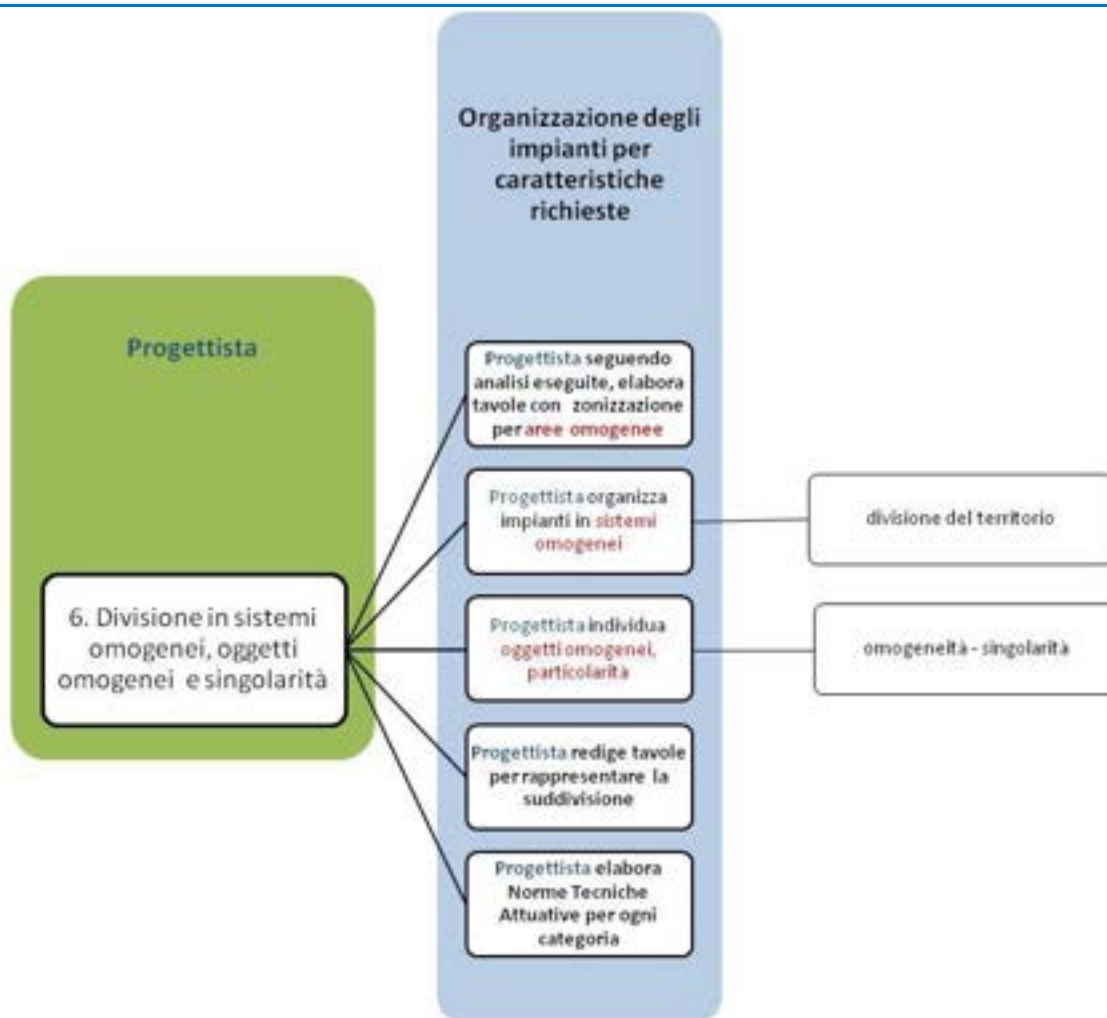 Organizzazione degli
impianti per
caratteristiche
richieste
Progettista
6. Divisione in sistemi
omogenei, oggetti
omogenei e singolarità
Progettista seguendo
analisi eseguite, elabora
tavole con zonizzazione
per aree omogenee
Progettista organizza
impianti in sistemi
omogenei
divisione del territorio
Progettista individua
oggetti omogenei,
particolarità
omogeneità - singolarità
Progettista redige tavole
per rappresentare la
suddivisione
Progettista elabora
Norme Tecniche
Attuative per ogni
categoria